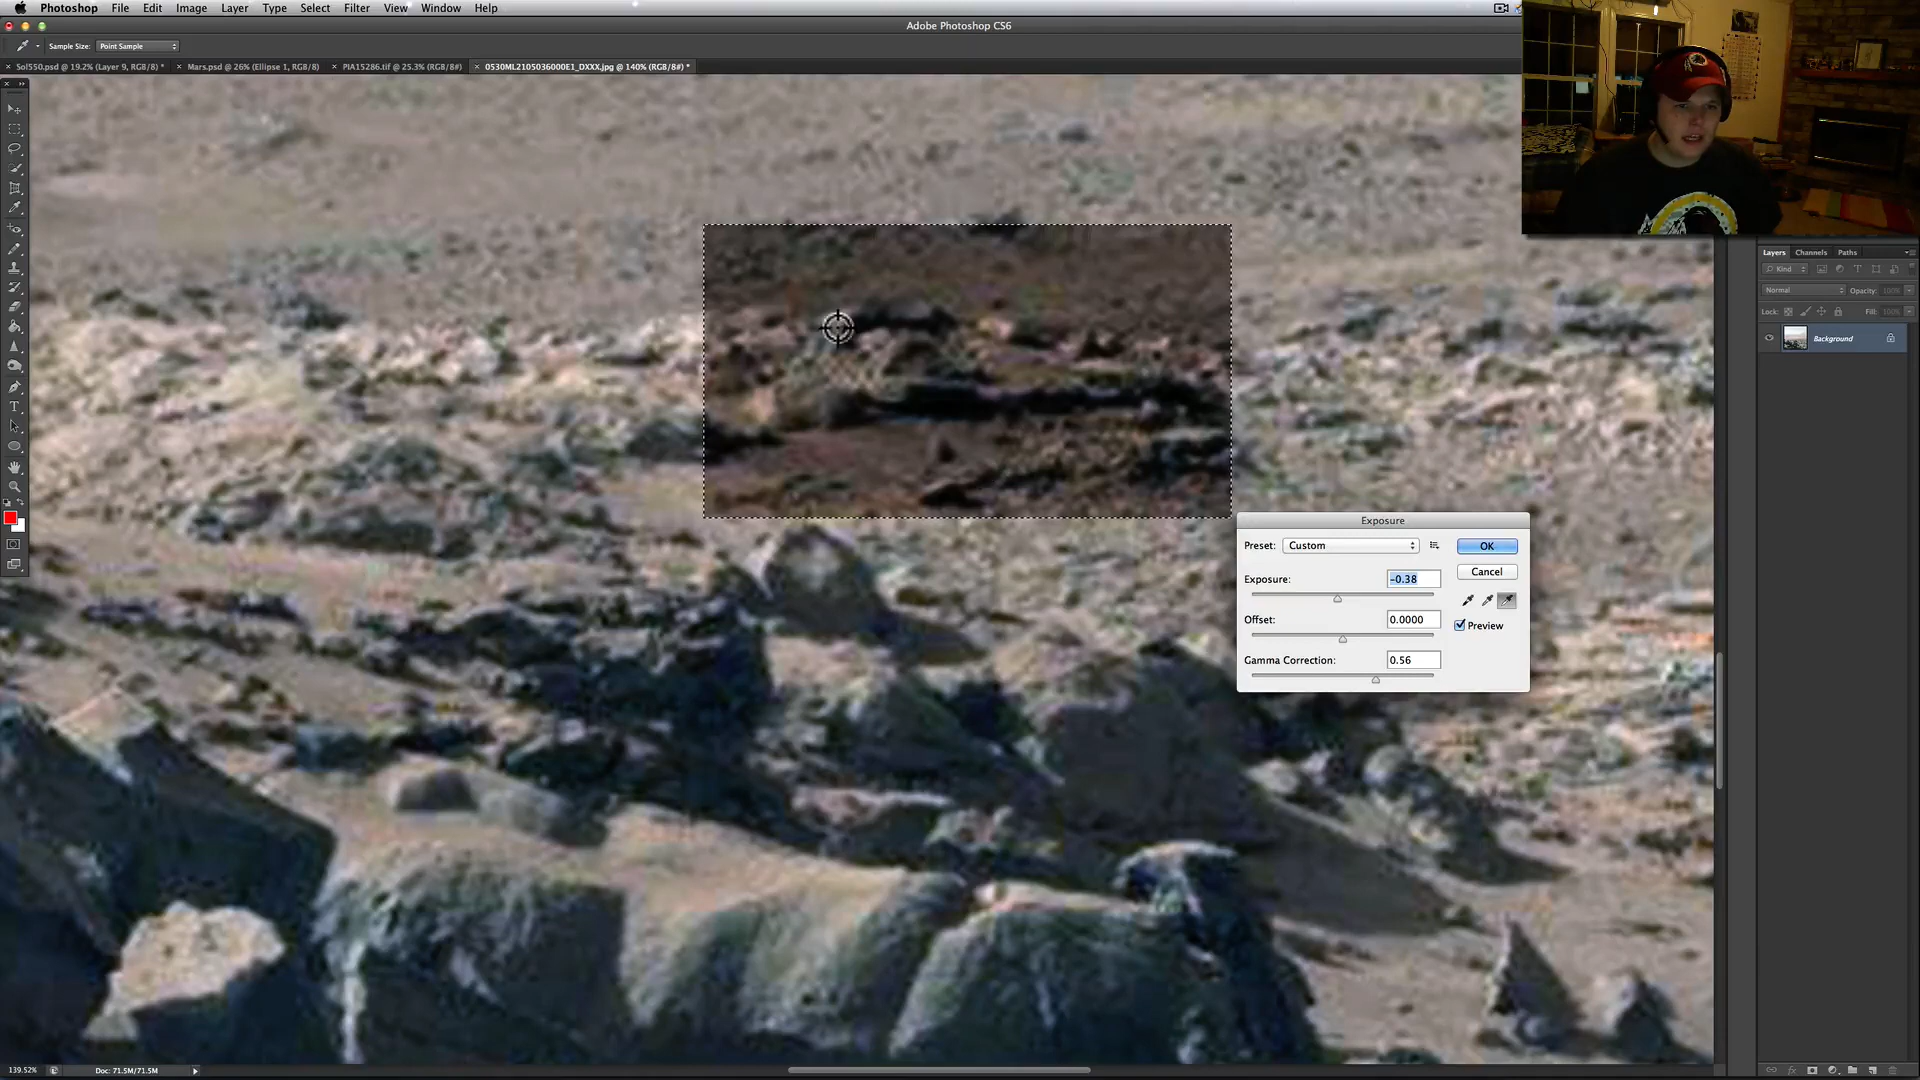 Photoshop File Edit Image Layer Type Select Filter View Window Help
Adobe Photoshop CS6
Sample Size: Point Sample
Sol550.psd @ 19.2% (Layer 9, RGB/8) * Mars.psd @ 26% (Ellipse 1, RGB/8) PIA15286.tif @ 25.3% (RGB/8#) 0530ML2105036000E1_DXXX.jpg @ 140% (RGB/8#) *
Layers Channels Paths
Kind
Normal Opacity: 100%
Lock: Fill: 100%
Background
Exposure
Preset: Custom OK
Cancel
Exposure: -0.38
Offset: 0.0000
Preview
Gamma Correction: 0.56
139.52% Doc: 71.5M/71.5M